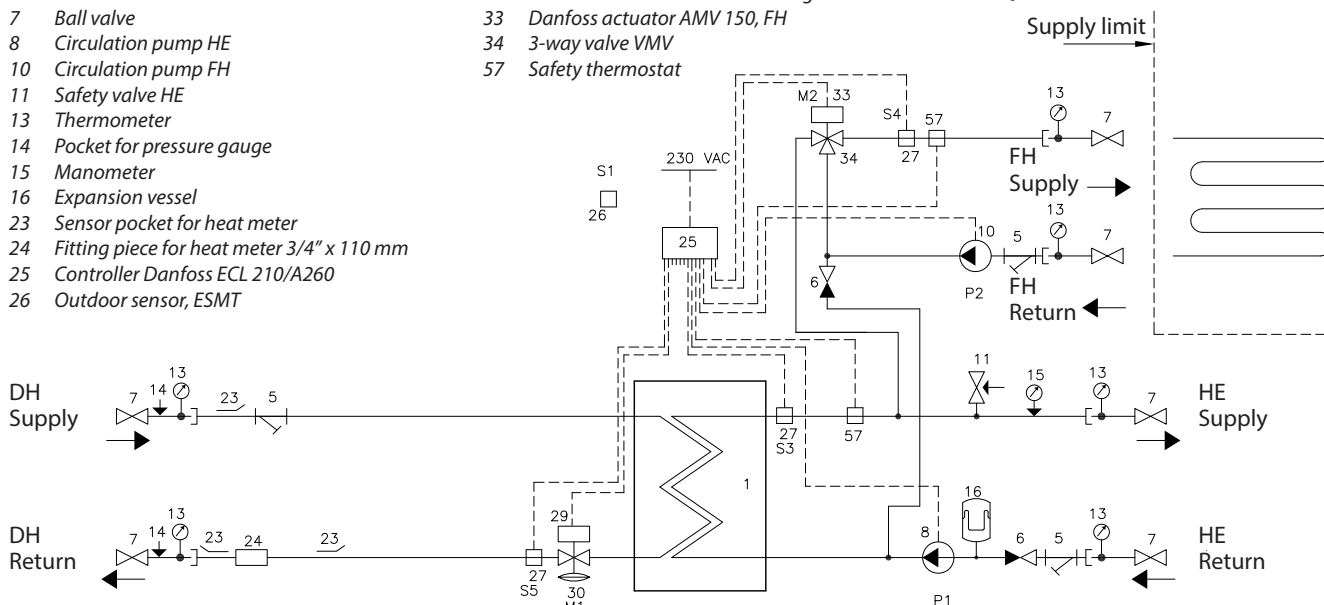 7 Ball valve
8 Circulation pump HE
10 Circulation pump FH
11 Safety valve HE
13 Thermometer
14 Pocket for pressure gauge
15 Manometer
16 Expansion vessel
23 Sensor pocket for heat meter
24 Fitting piece for heat meter 3/4" x 110 mm
25 Controller Danfoss ECL 210/A260
26 Outdoor sensor, ESMT
33 Danfoss actuator AMV 150, FH
34 3-way valve VMV
57 Safety thermostat
Supply limit
M2 33
S4
57
13
7
34
27
FH
Supply
230 VAC
S1
26
25
10
5
13
7
6
P2
FH
Return
DH
Supply
7
14
13
23
5
27
S3
57
11
15
13
7
HE
Supply
1
DH
Return
7
14
13
23
24
23
27
S5
29
30
M1
8
P1
16
6
5
13
7
HE
Return